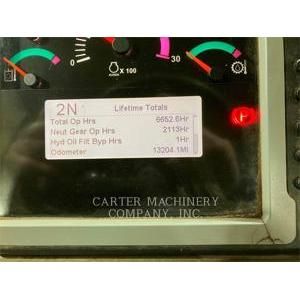 0
30
X 100
2N
Lifetime Totals
Total Op Hrs 6652.6Hr
Neut Gear Op Hrs 2113Hr
Hyd Oil Filt Byp Hrs 1Hr
Odometer 13204.1MI
CARTER MACHINERY
COMPANY, INC.